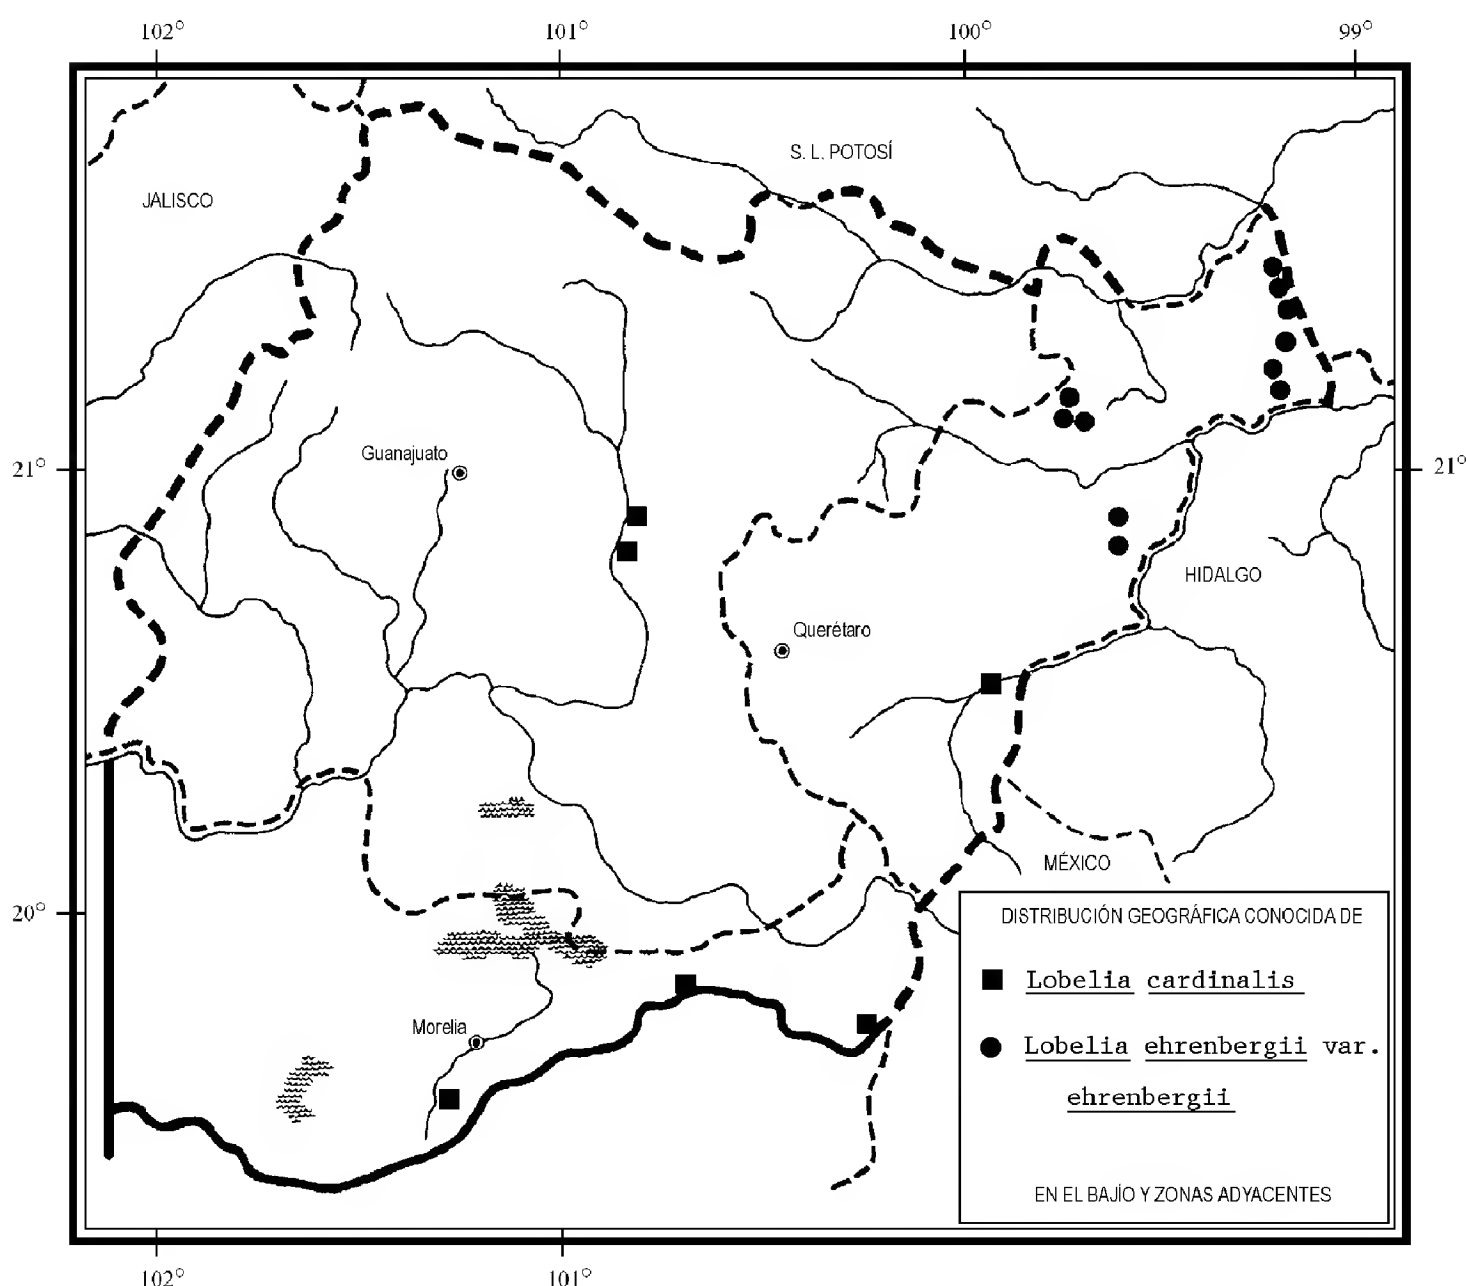 102° 101° 100° 99°
S. L. POTOSÍ
JALISCO
Guanajuato
21° 21°
HIDALGO
Querétaro
MÉXICO
20°
DISTRIBUCIÓN GEOGRÁFICA CONOCIDA DE
Lobelia cardinalis
Lobelia ehrenbergii var.
ehrenbergii
EN EL BAJÍO Y ZONAS ADYACENTES
Morelia
102° 101°